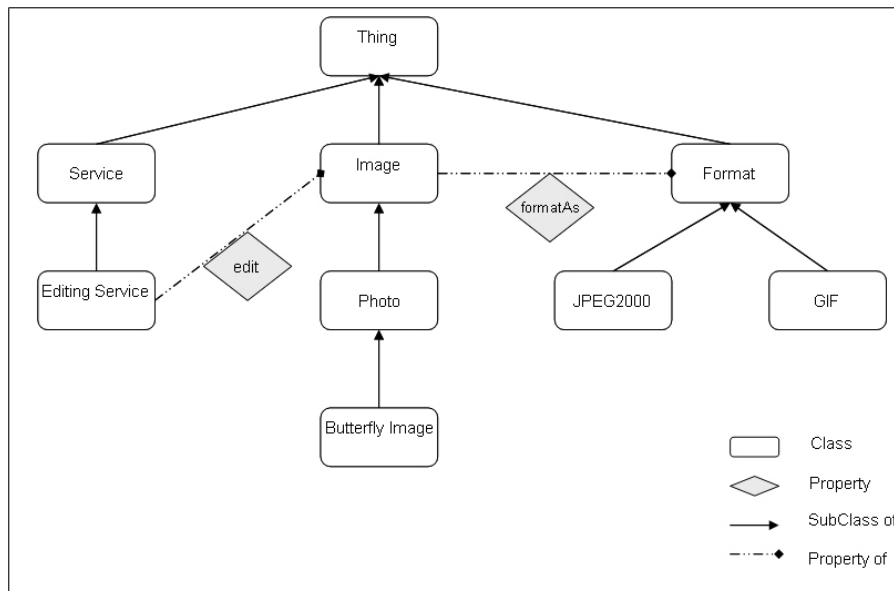 Thing
Service
Image
Format
formatAs
edit
Editing Service
Photo
JPEG2000
GIF
Butterfly Image
Class
Property
SubClass of
Property of